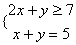 {2x + y ≥ 7
x + y = 5